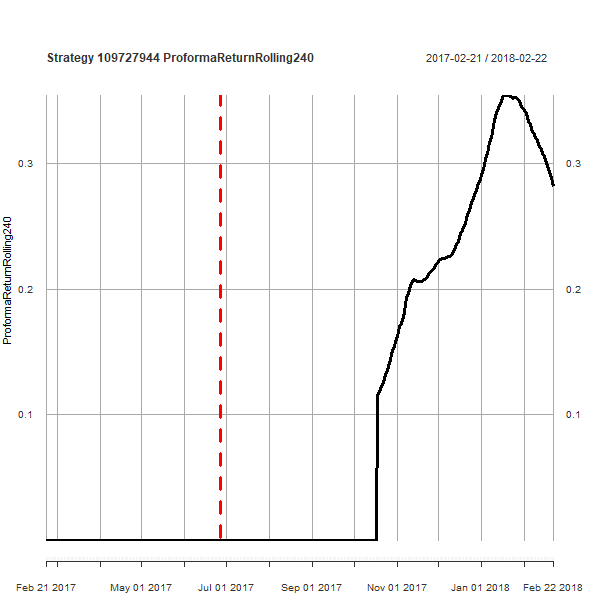 Strategy 109727944 ProformaReturnRolling240
2017-02-21 / 2018-02-22
ProformaReturnRolling240
0.3
0.2
0.1
0.3
0.2
0.1
Feb 21 2017 May 01 2017 Jul 01 2017 Sep 01 2017 Nov 01 2017 Jan 01 2018 Feb 22 2018